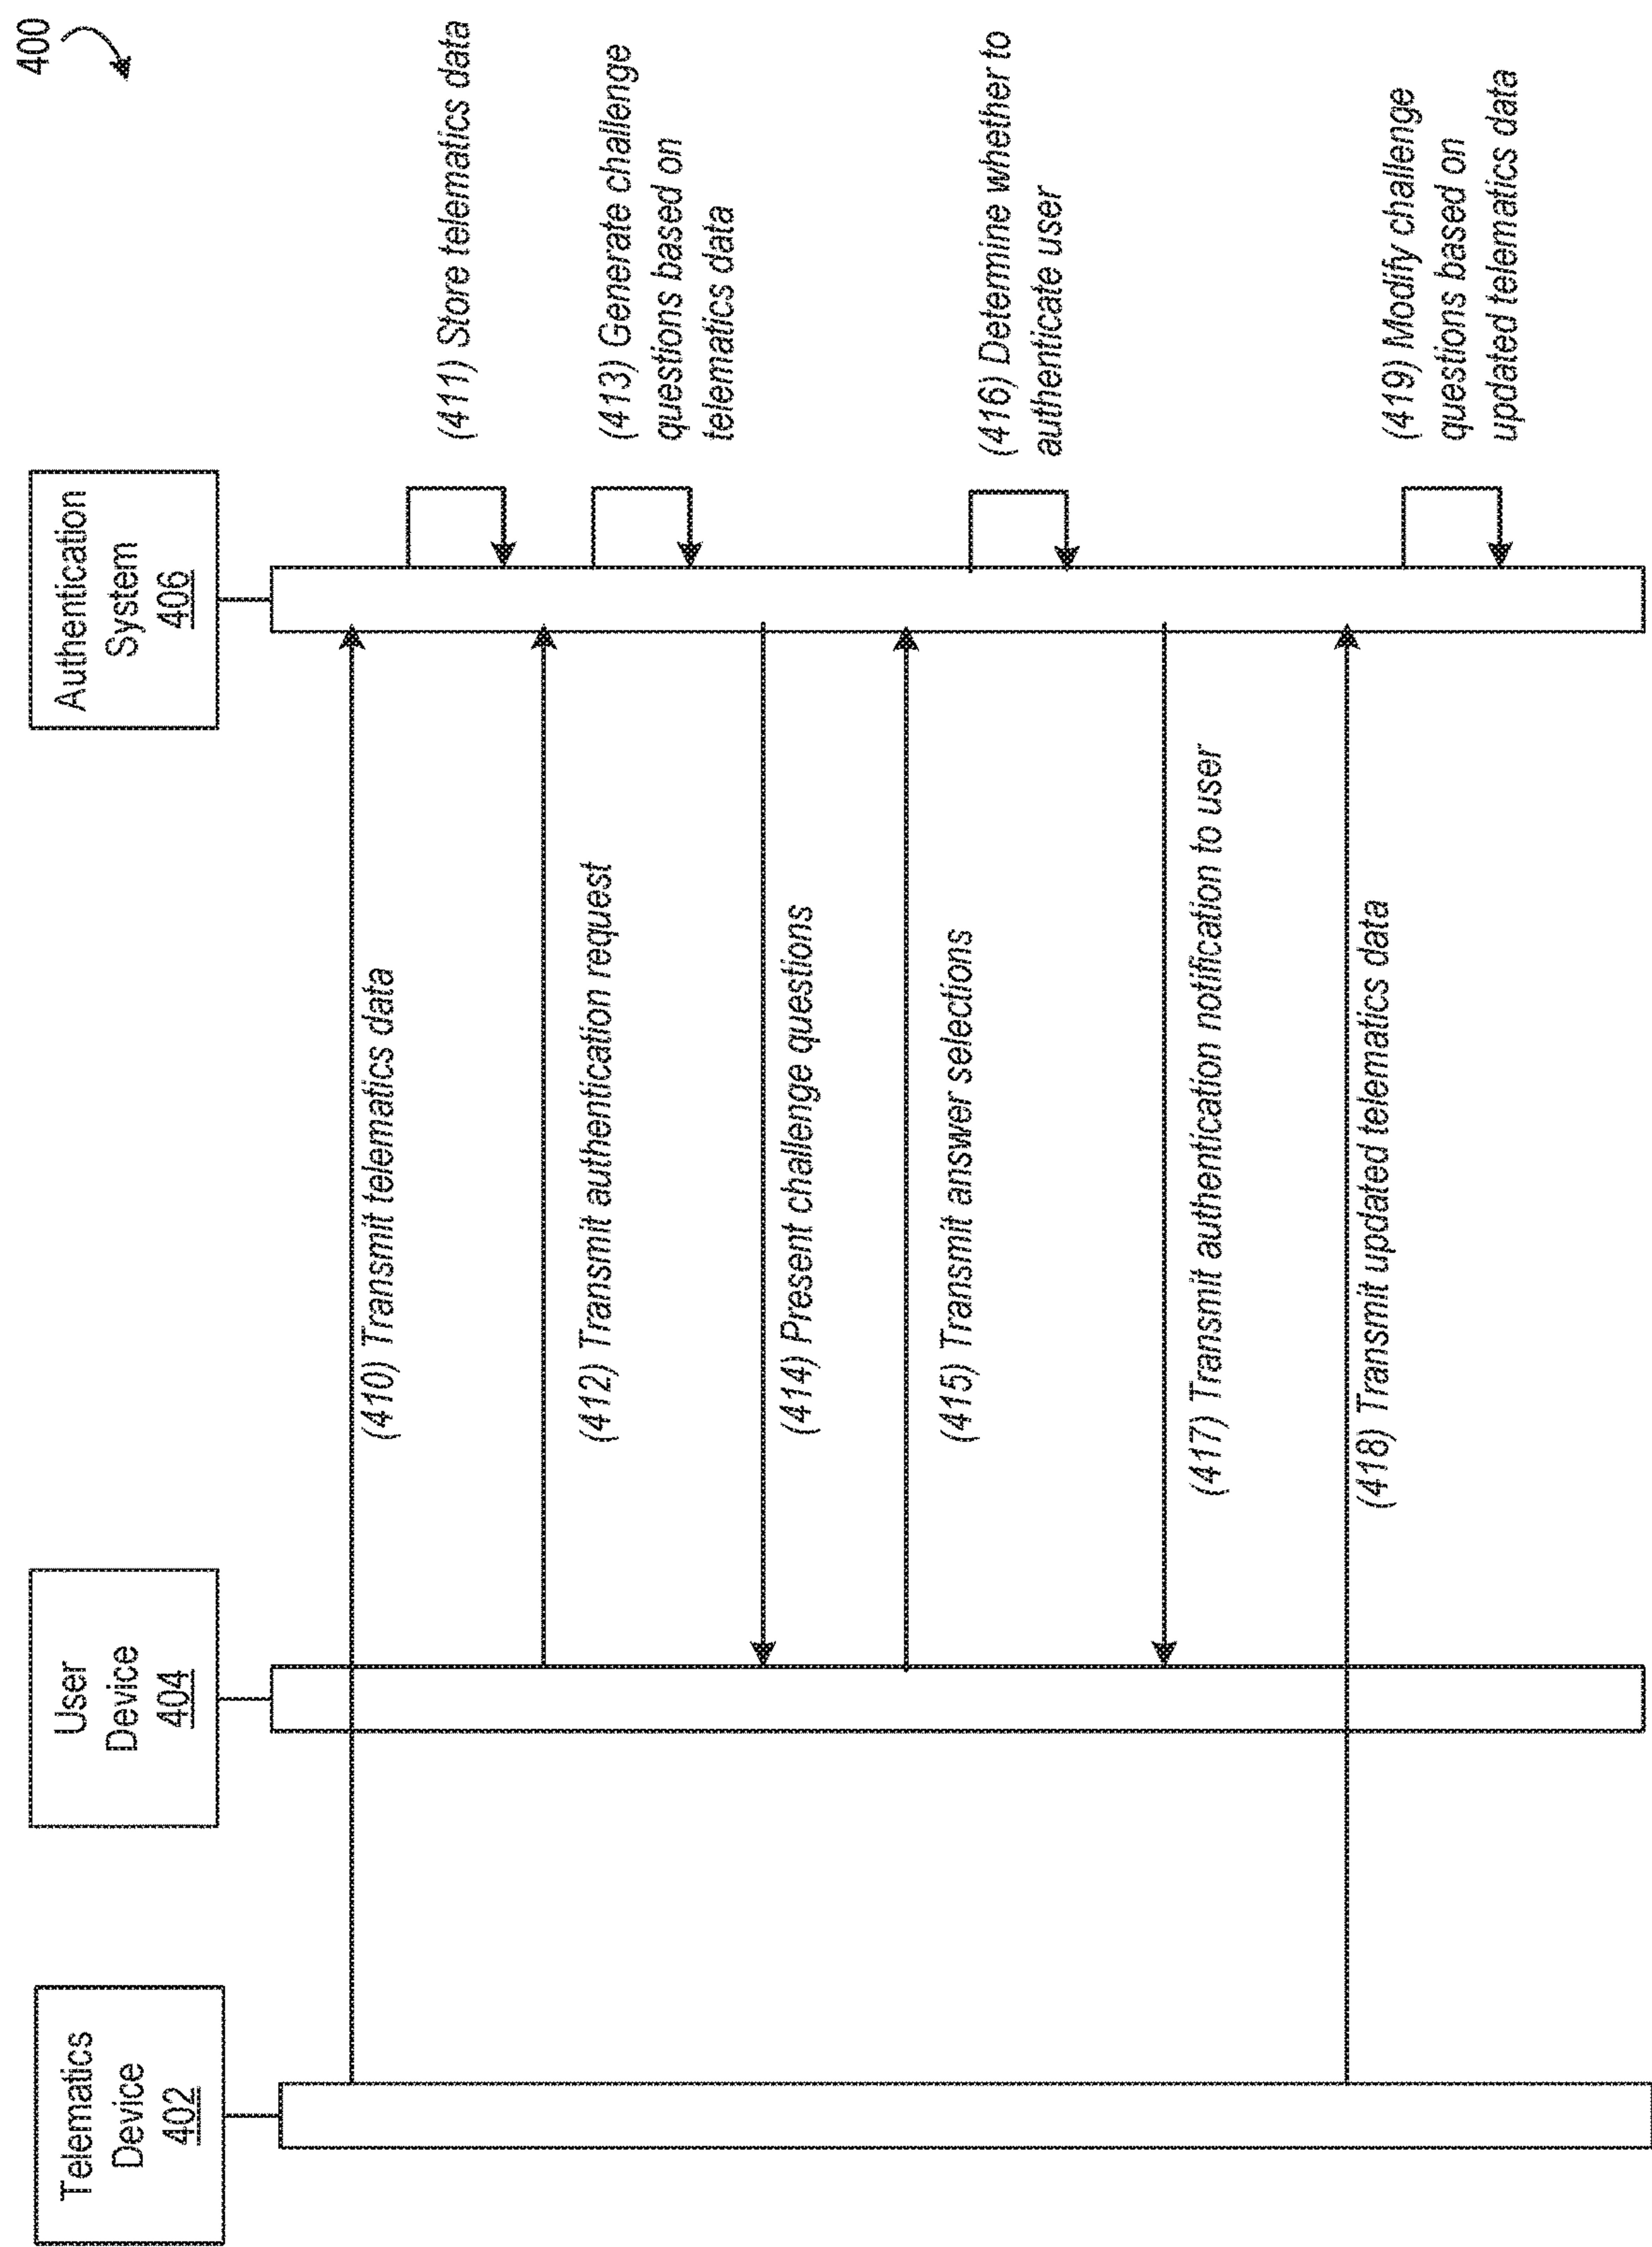 400
Telematics
Device
402
User
Device
404
Authentication
System
406
(410) Transmit telematics data
(411) Store telematics data
(412) Transmit authentication request
(413) Generate challenge
questions based on
telematics data
(414) Present challenge questions
(415) Transmit answer selections
(416) Determine whether to
authenticate user
(417) Transmit authentication notification to user
(418) Transmit updated telematics data
(419) Modify challenge
questions based on
updated telematics data